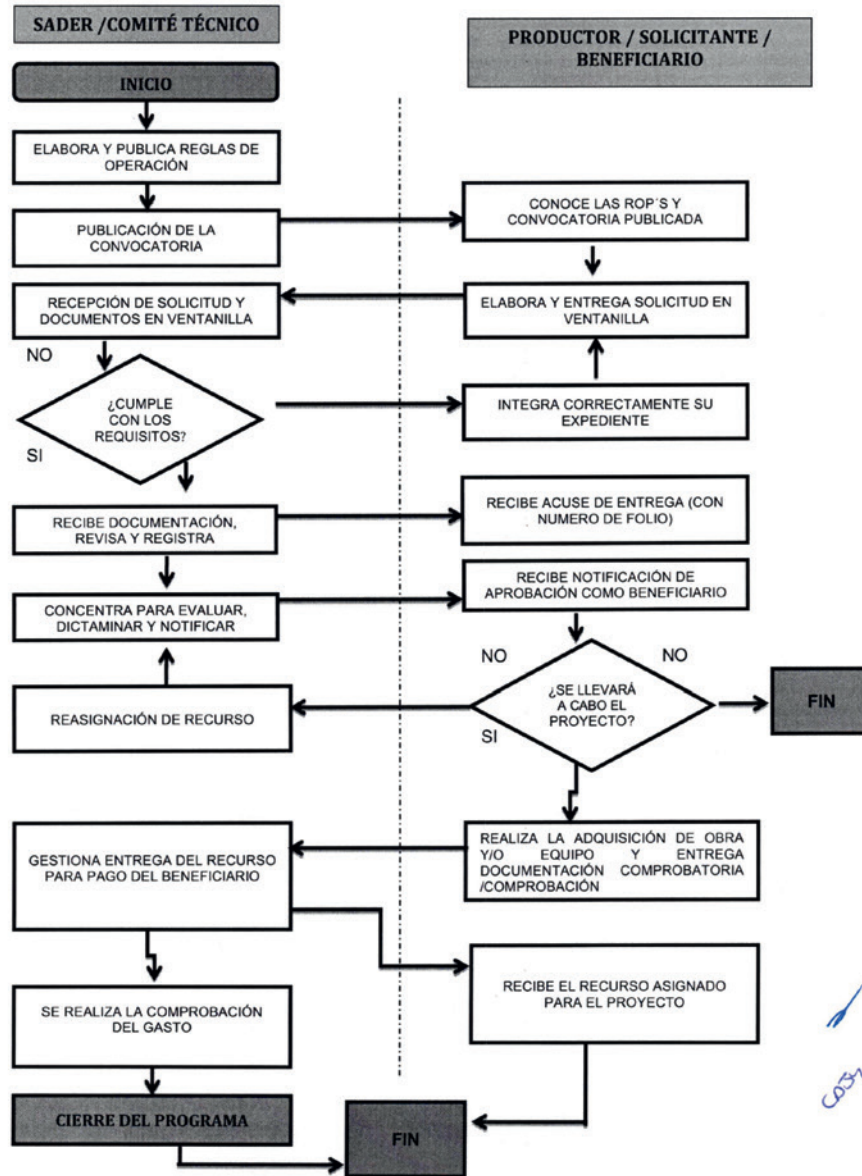 SADER /COMITÉ TÉCNICO
PRODUCTOR / SOLICITANTE /
BENEFICIARIO
INICIO
ELABORA Y PUBLICA REGLAS DE
OPERACIÓN
PUBLICACIÓN DE LA
CONVOCATORIA
CONOCE LAS ROP´S Y
CONVOCATORIA PUBLICADA
RECEPCIÓN DE SOLICITUD Y
DOCUMENTOS EN VENTANILLA
ELABORA Y ENTREGA SOLICITUD EN
VENTANILLA
NO
¿CUMPLE
CON LOS
REQUISITOS?
SI
INTEGRA CORRECTAMENTE SU
EXPEDIENTE
RECIBE DOCUMENTACIÓN,
REVISA Y REGISTRA
RECIBE ACUSE DE ENTREGA (CON
NUMERO DE FOLIO)
CONCENTRA PARA EVALUAR,
DICTAMINAR Y NOTIFICAR
RECIBE NOTIFICACIÓN DE
APROBACIÓN COMO BENEFICIARIO
NO
NO
REASIGNACIÓN DE RECURSO
¿SE LLEVARÁ
A CABO EL
PROYECTO?
SI
FIN
GESTIONA ENTREGA DEL RECURSO
PARA PAGO DEL BENEFICIARIO
REALIZA LA ADQUISICIÓN DE OBRA
Y/O EQUIPO Y ENTREGA
DOCUMENTACIÓN COMPROBATORIA
/COMPROBACIÓN
SE REALIZA LA COMPROBACIÓN
DEL GASTO
RECIBE EL RECURSO ASIGNADO
PARA EL PROYECTO
CIERRE DEL PROGRAMA
FIN